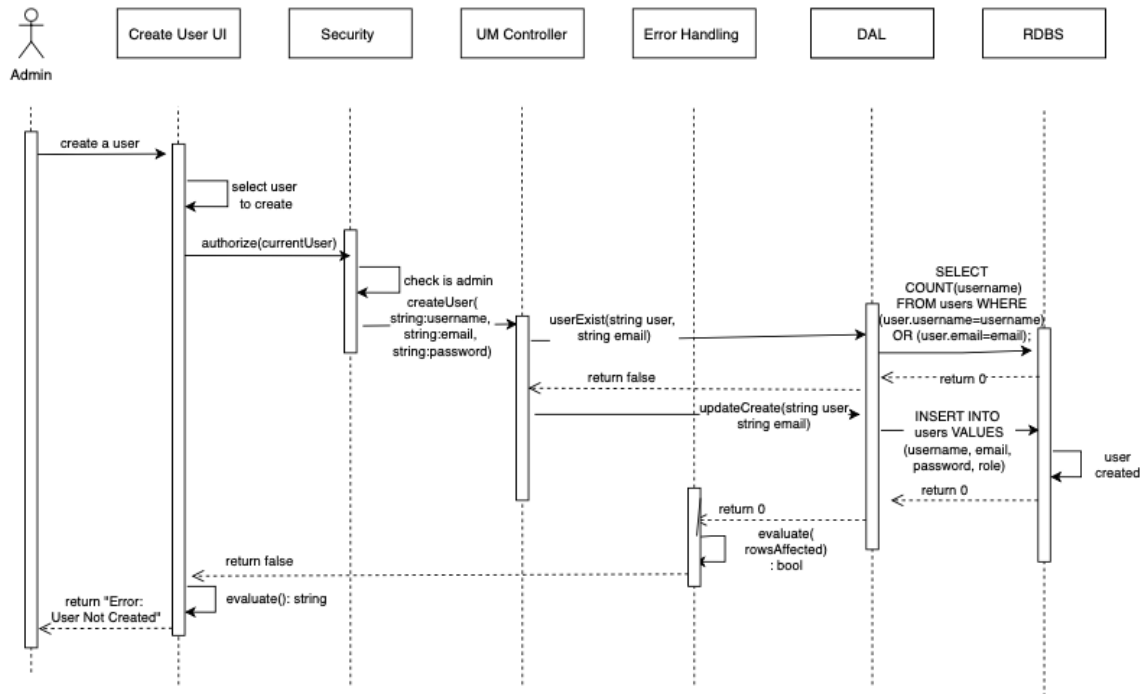 Create User UI
Security
UM Controller
Error Handling
DAL
RDBS
Admin
create a user
select user
to create
authorize(currentUser)
check is admin
createUser(
string:username,
string:email,
string:password)
userExist(string user,
string email)
SELECT
COUNT(username)
FROM users WHERE
(user.username=username)
OR (user.email=email);
return 0
return false
updateCreate(string user
string email)
INSERT INTO
users VALUES
(username, email,
password, role)
user
created
return 0
return 0
evaluate(
rowsAffected)
: bool
return false
evaluate(): string
return "Error:
User Not Created"